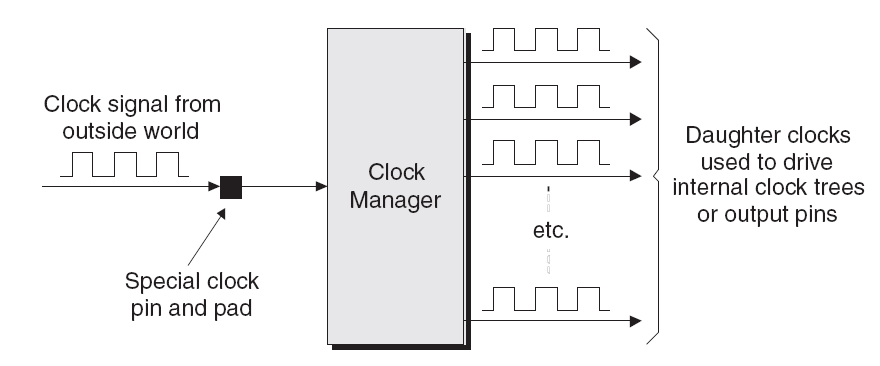 Clock signal from
outside world
Special clock
pin and pad
Clock
Manager
etc.
Daughter clocks
used to drive
internal clock trees
or output pins